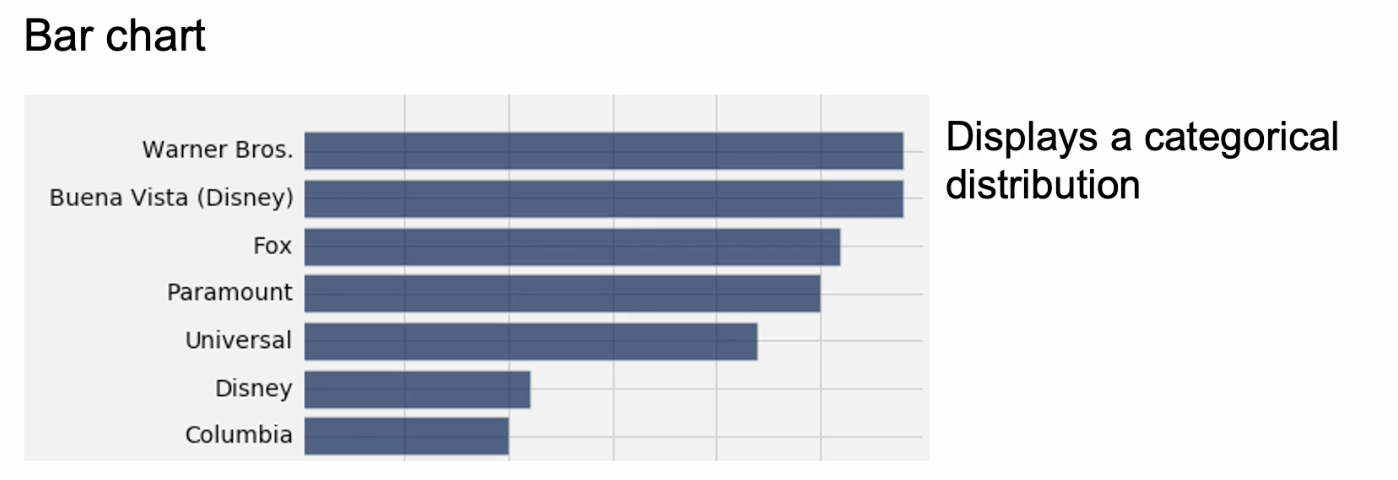 Bar chart
Warner Bros.
Buena Vista (Disney)
Fox
Paramount
Universal
Disney
Columbia
Displays a categorical
distribution